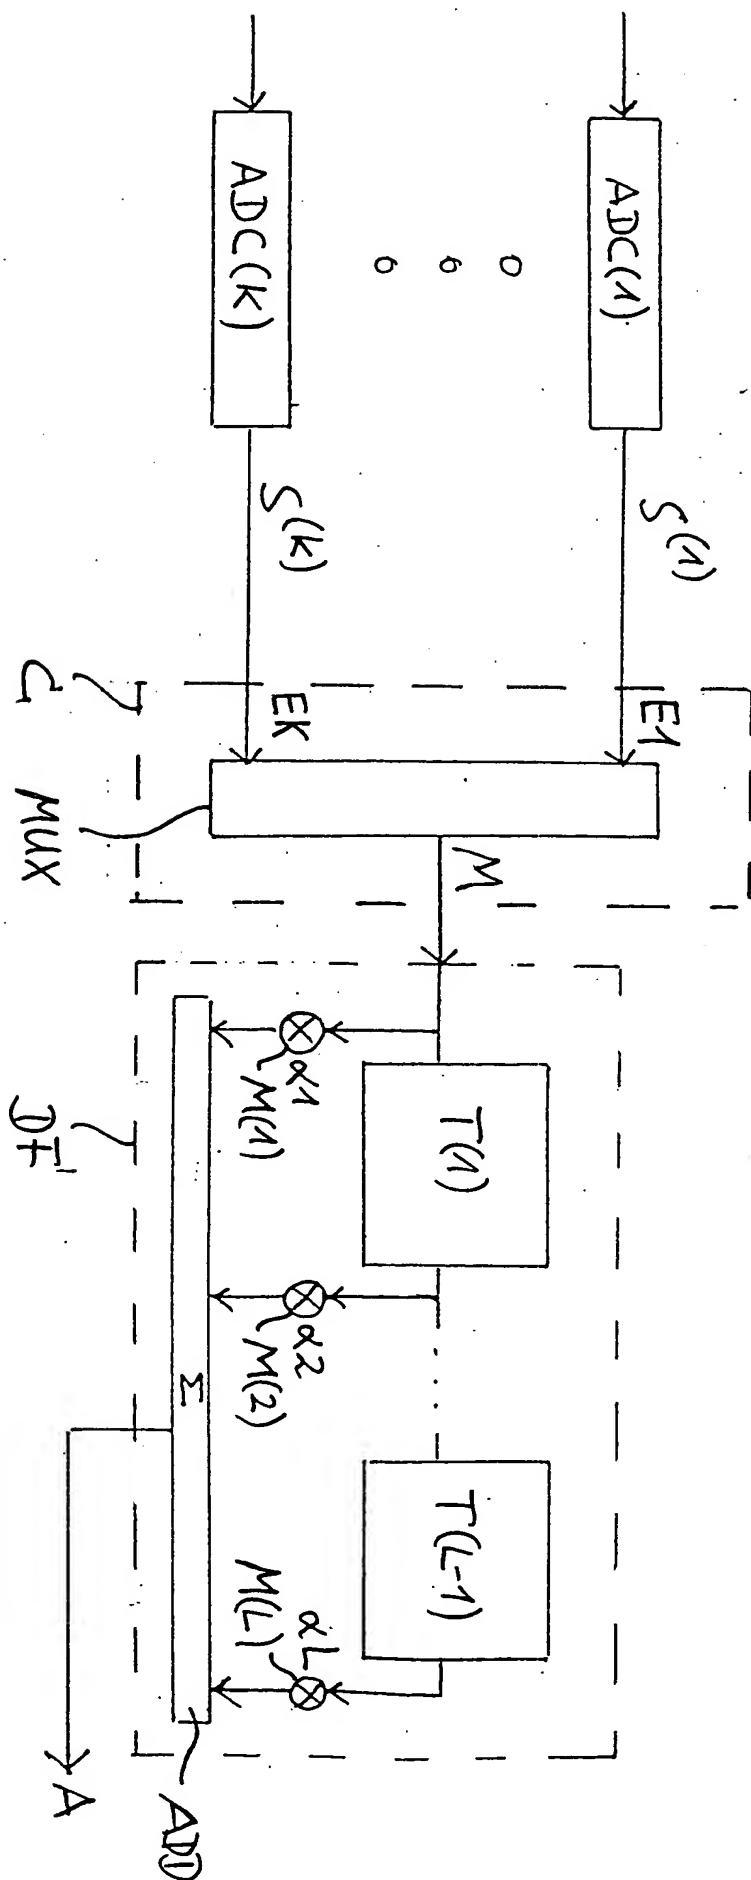 ADC(1)
S(1)
E1
ADC(K)
S(K)
EK
C
MUX
M
T(1)
T(L-1)
α1
M(1)
α2
M(2)
αL
M(L)
Σ
DF'
ADD
A